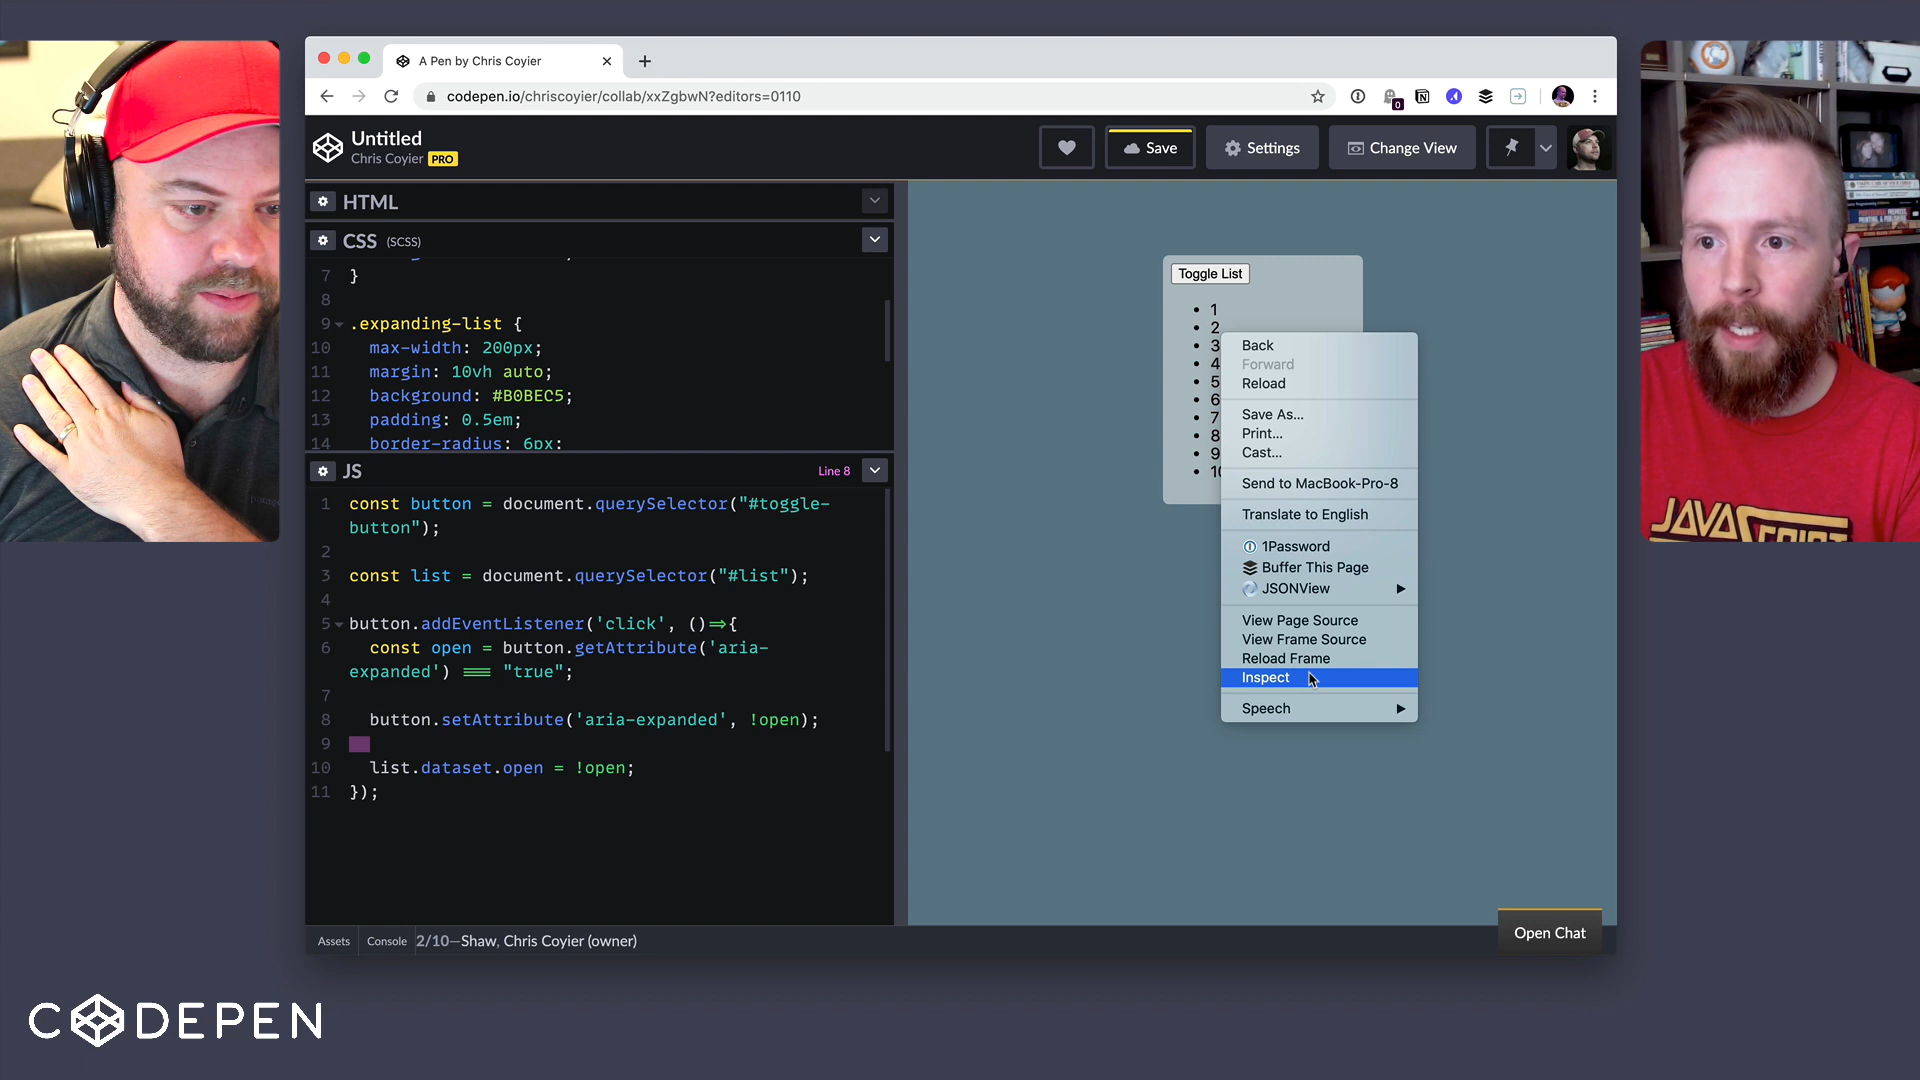 A Pen by Chris Coyier
codepen.io/chriscoyier/collab/xxZgbwN?editors=0110
0
Untitled
Chris Coyier PRO
Save
Settings
Change View
HTML
CSS (SCSS)
7 }
8
9 .expanding-list {
10 max-width: 200px;
11 margin: 10vh auto;
12 background: #B0BEC5;
13 padding: 0.5em;
14 border-radius: 6px;
JS
Line 8
1 const button = document.querySelector("#toggle-
button");
2
3 const list = document.querySelector("#list");
4
5 button.addEventListener('click', ()=>{
6 const open = button.getAttribute('aria-
expanded') === "true";
7
8 button.setAttribute('aria-expanded', !open);
9
10 list.dataset.open = !open;
11 });
Toggle List
• 1
• 2
• 3
• 4
• 5
• 6
• 7
• 8
• 9
• 10
Back
Forward
Reload
Save As...
Print...
Cast...
Send to MacBook-Pro-8
Translate to English
1Password
Buffer This Page
JSONView
View Page Source
View Frame Source
Reload Frame
Inspect
Speech
Assets
Console
2/10—Shaw, Chris Coyier (owner)
Open Chat
JAVASCRIPT
CODEPEN